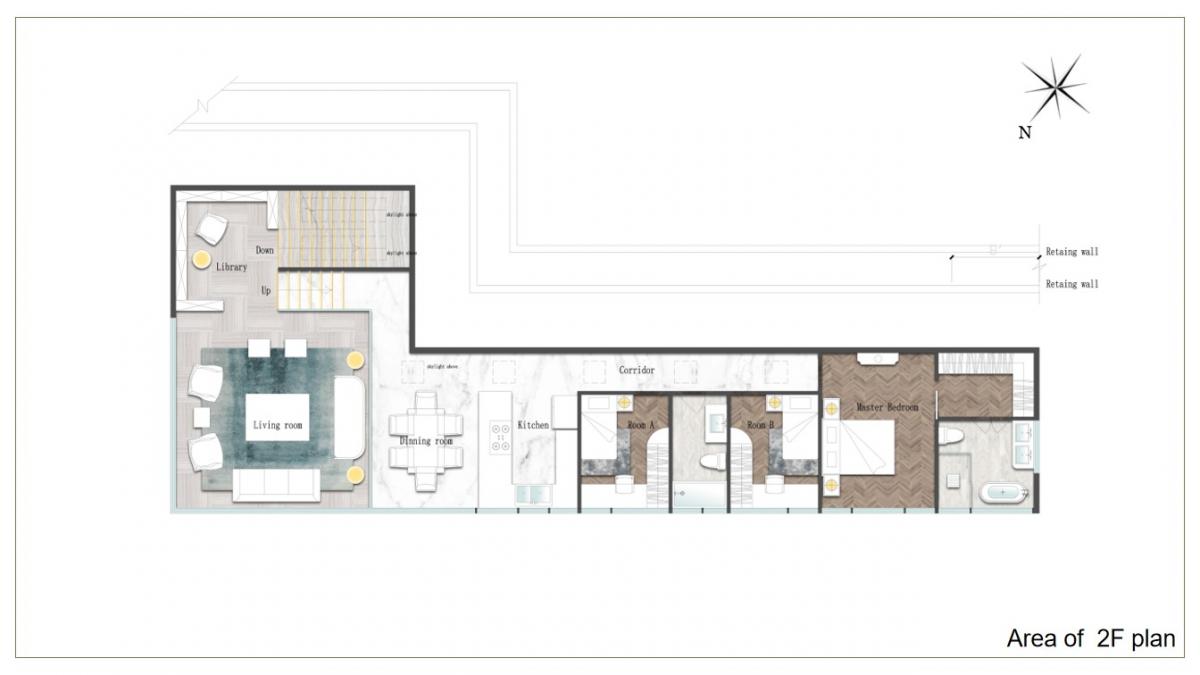 N
N
skylight above
Down
Retaing wall
skylight above
Library
Retaing wall
Up
skylight above
Corridor
Master Bedroom
Living room
Kitchen
Room A
Room B
Dinning room
Area of 2F plan